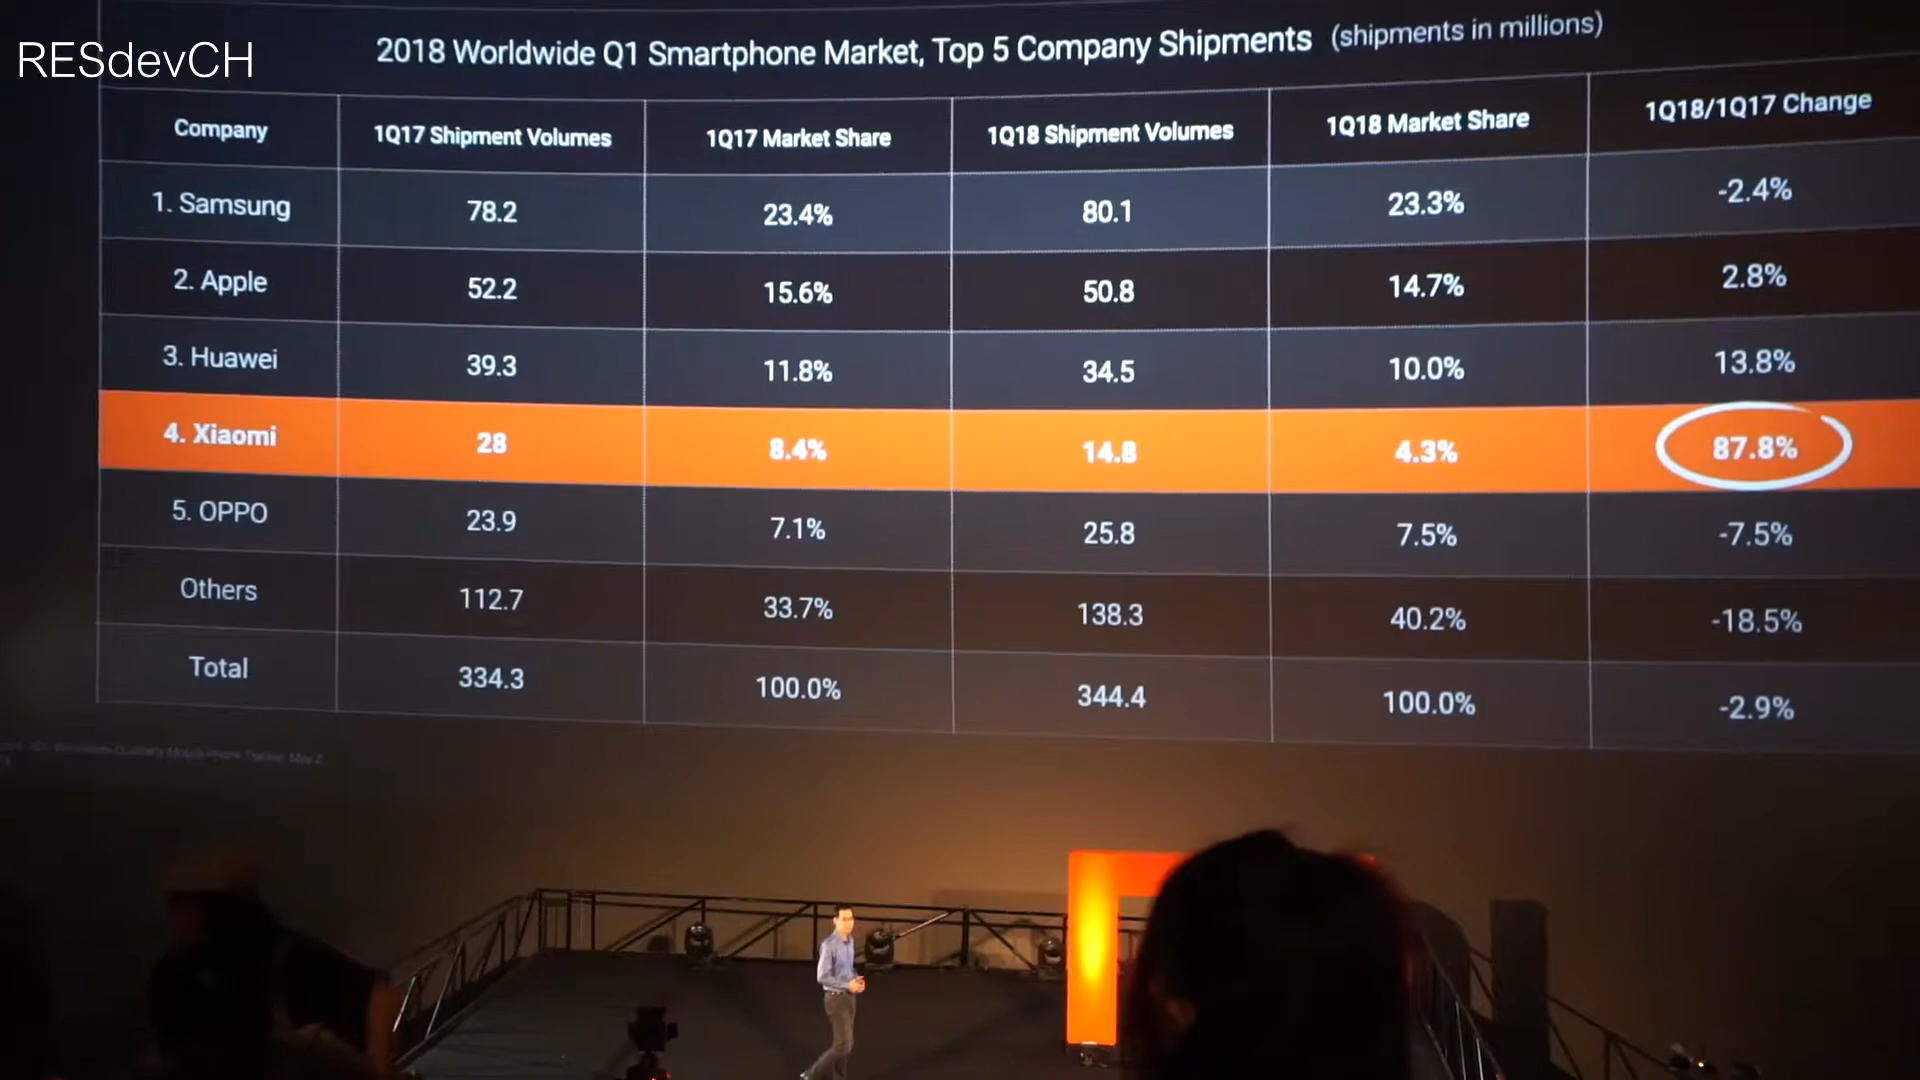 RESdevCH
2018 Worldwide Q1 Smartphone Market, Top 5 Company Shipments (shipments in millions)
Company 1Q17 Shipment Volumes 1Q17 Market Share 1Q18 Shipment Volumes 1Q18 Market Share 1Q18/1Q17 Change
1. Samsung 78.2 23.4% 80.1 23.3% -2.4%
2. Apple 52.2 15.6% 50.8 14.7% 2.8%
3. Huawei 39.3 11.8% 34.5 10.0% 13.8%
4. Xiaomi 28 8.4% 14.8 4.3% 87.8%
5. OPPO 23.9 7.1% 25.8 7.5% -7.5%
Others 112.7 33.7% 138.3 40.2% -18.5%
Total 334.3 100.0% 344.4 100.0% -2.9%